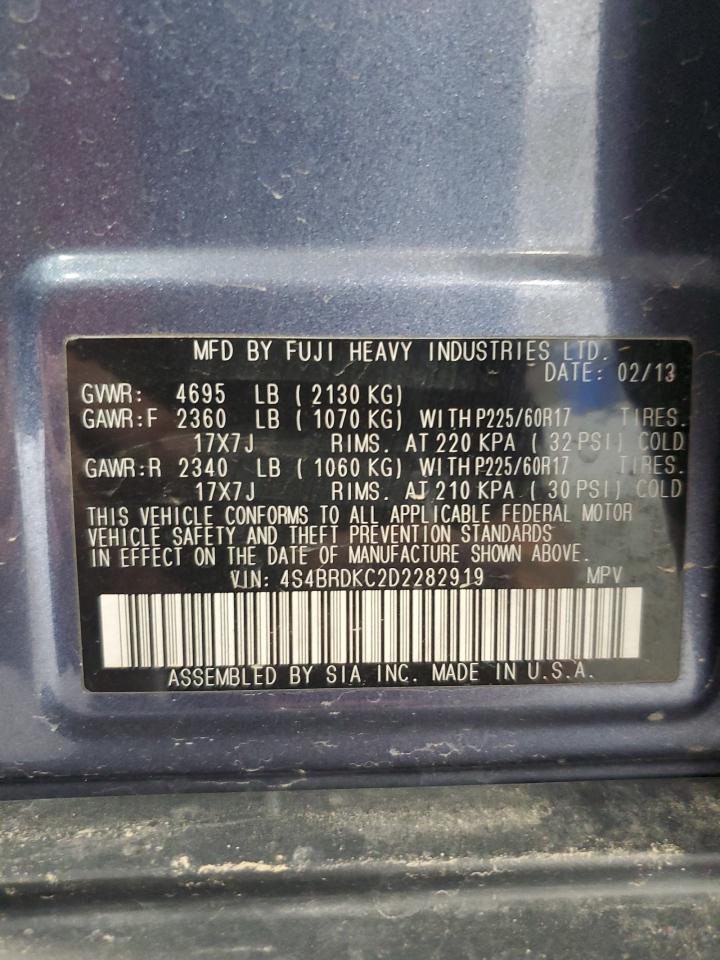 MFD BY FUJI HEAVY INDUSTRIES LTD.
DATE: 02/13
GVWR: 4695 LB ( 2130 KG)
GAWR:F 2360 LB ( 1070 KG) WITH P225/60R17 TIRES.
17X7J RIMS. AT 220 KPA ( 32 PSI) COLD
GAWR:R 2340 LB ( 1060 KG) WITH P225/60R17 TIRES.
17X7J RIMS. AT 210 KPA ( 30 PSI) COLD
THIS VEHICLE CONFORMS TO ALL APPLICABLE FEDERAL MOTOR
VEHICLE SAFETY AND THEFT PREVENTION STANDARDS
IN EFFECT ON THE DATE OF MANUFACTURE SHOWN ABOVE.
VIN: 4S4BRDKC2D2282919 MPV
ASSEMBLED BY SIA INC. MADE IN U.S.A.